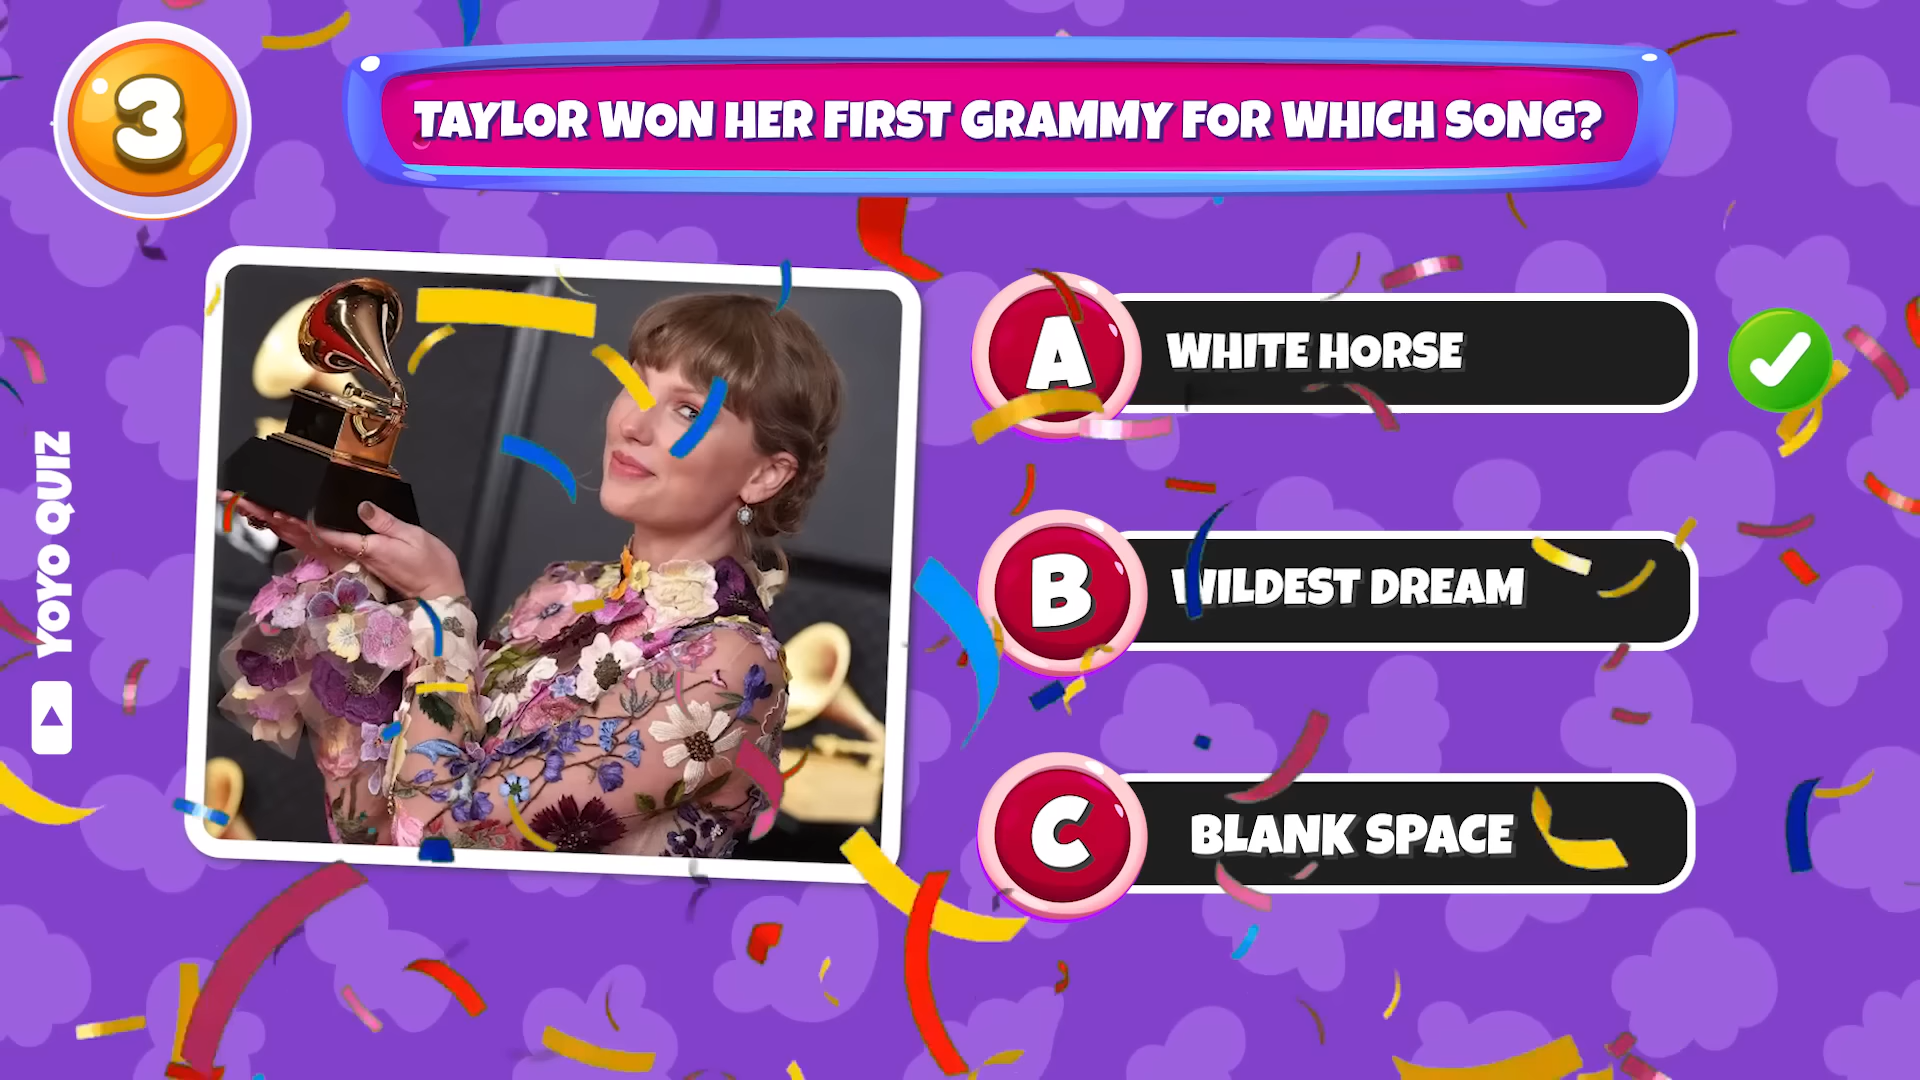 3
TAYLOR WON HER FIRST GRAMMY FOR WHICH SONG?
A WHITE HORSE
B WILDEST DREAM
C BLANK SPACE
YOYO QUIZ